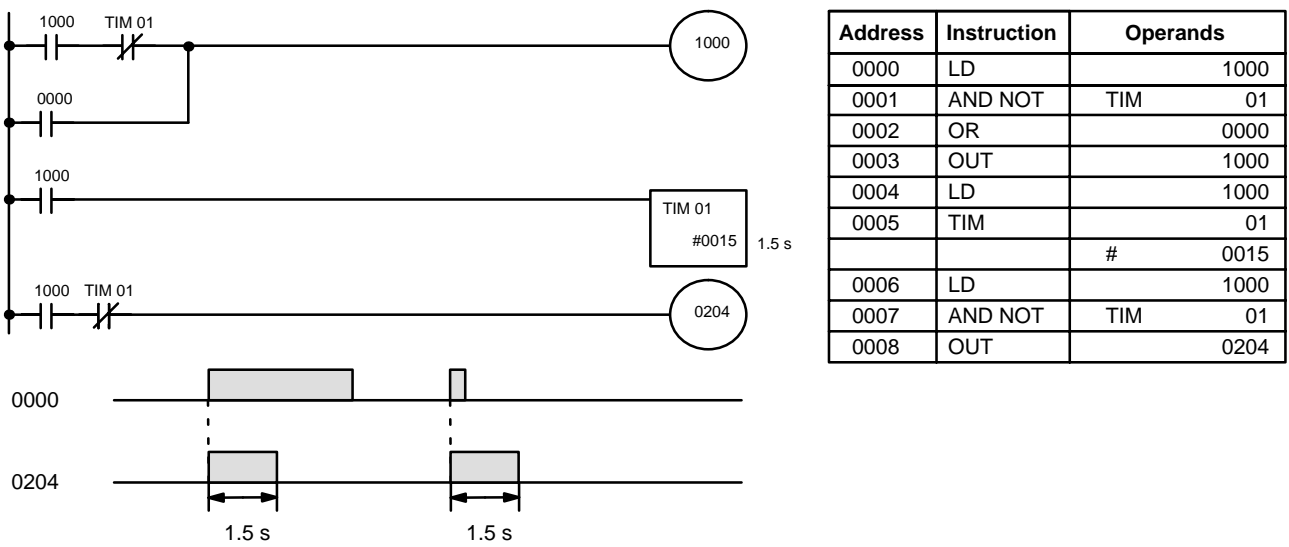 1000 TIM 01
1000
0000
1000
TIM 01
#0015 1.5 s
1000 TIM 01
0204
0000
0204
1.5 s 1.5 s
Address Instruction Operands
0000 LD 1000
0001 AND NOT TIM 01
0002 OR 0000
0003 OUT 1000
0004 LD 1000
0005 TIM 01
# 0015
0006 LD 1000
0007 AND NOT TIM 01
0008 OUT 0204